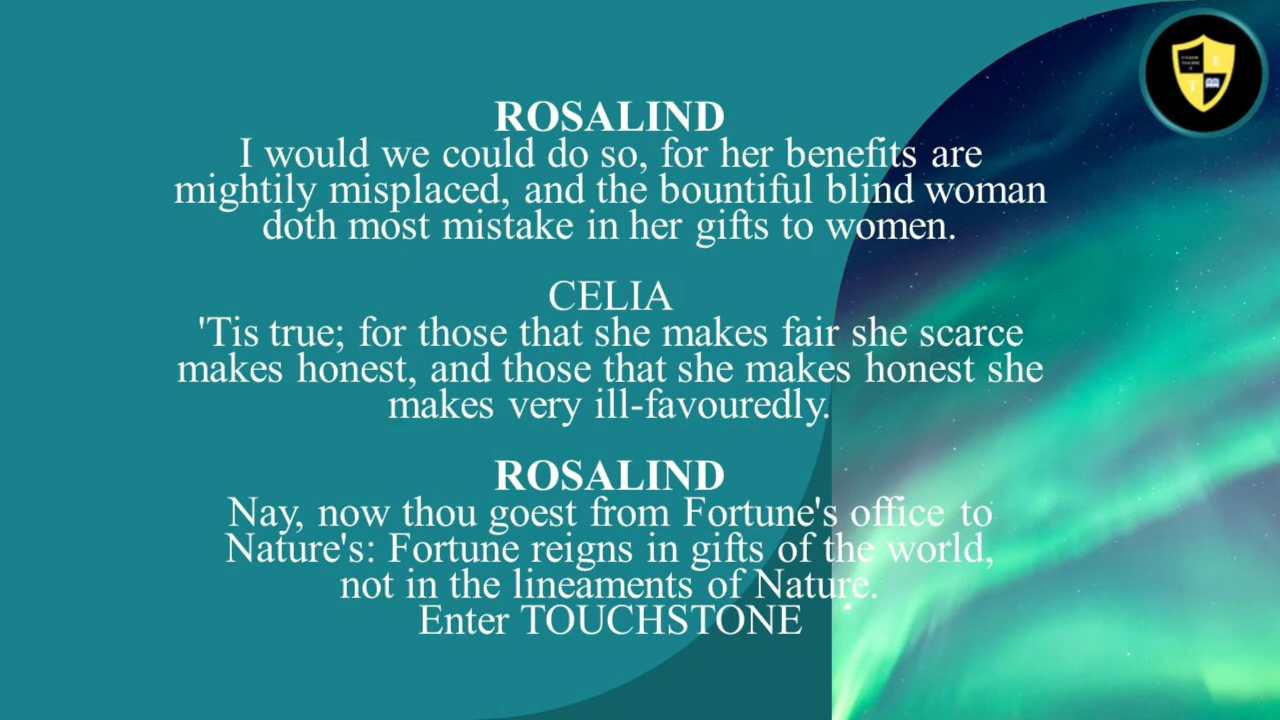 ROSALIND
I would we could do so, for her benefits are
mightily misplaced, and the bountiful blind woman
doth most mistake in her gifts to women.
CELIA
'Tis true; for those that she makes fair she scarce
makes honest, and those that she makes honest she
makes very ill-favouredly.
ROSALIND
Nay, now thou goest from Fortune's office to
Nature's: Fortune reigns in gifts of the world,
not in the lineaments of Nature.
Enter TOUCHSTONE